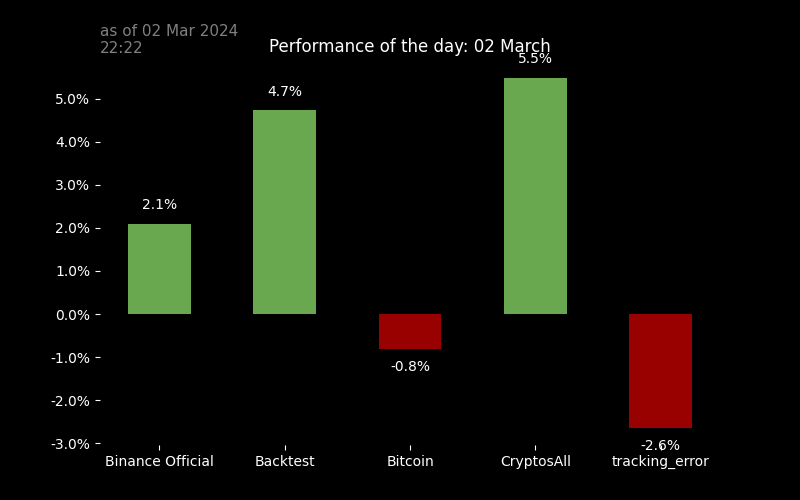 as of 02 Mar 2024
22:22
Performance of the day: 02 March
5.5%
5.0%
4.7%
4.0%
3.0%
2.1%
2.0%
1.0%
0.0%
-0.8%
-1.0%
-2.0%
-3.0%
-2.6%
Binance Official
Backtest
Bitcoin
CryptosAll
tracking_error